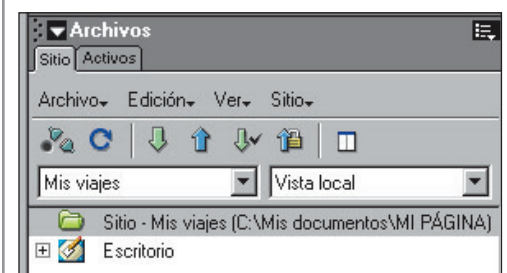 Archivos
Sitio Activos
Archivo Edición Ver Sitio
Mis viajes Vista local
Sitio - Mis viajes (C:\Mis documentos\MI PÁGINA)
Escritorio